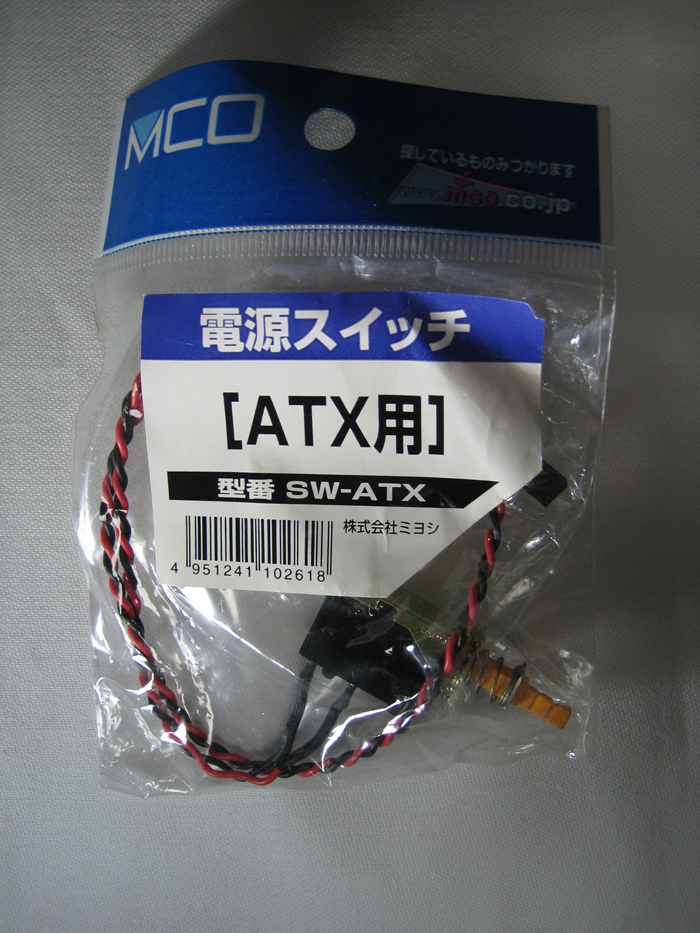 MCO
探しているものみつかります
www.mco.co.jp
電源スイッチ
[ATX用]
型番 SW-ATX
株式会社ミヨシ
4 951241 102618